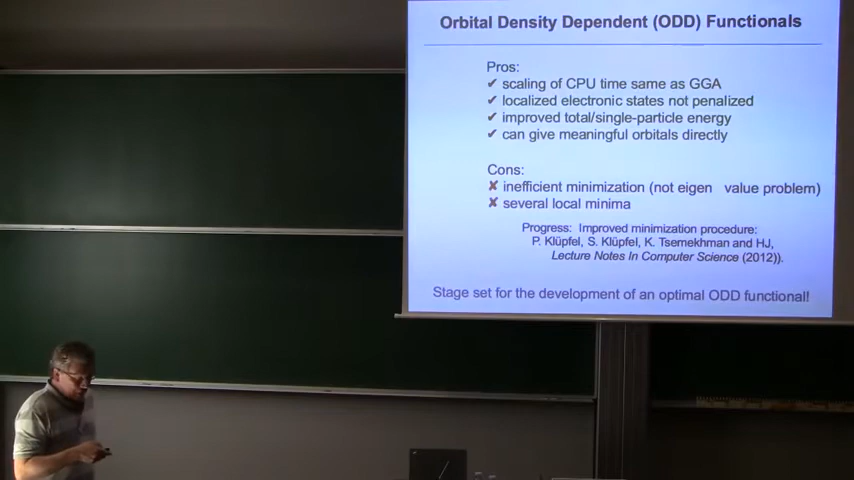 Orbital Density Dependent (ODD) Functionals
Pros:
✔ scaling of CPU time same as GGA
✔ localized electronic states not penalized
✔ improved total/single-particle energy
✔ can give meaningful orbitals directly
Cons:
✘ inefficient minimization (not eigen value problem)
✘ several local minima
Progress: Improved minimization procedure:
P. Klüpfel, S. Klüpfel, K. Tsemekhman and HJ,
Lecture Notes In Computer Science (2012)).
Stage set for the development of an optimal ODD functional!